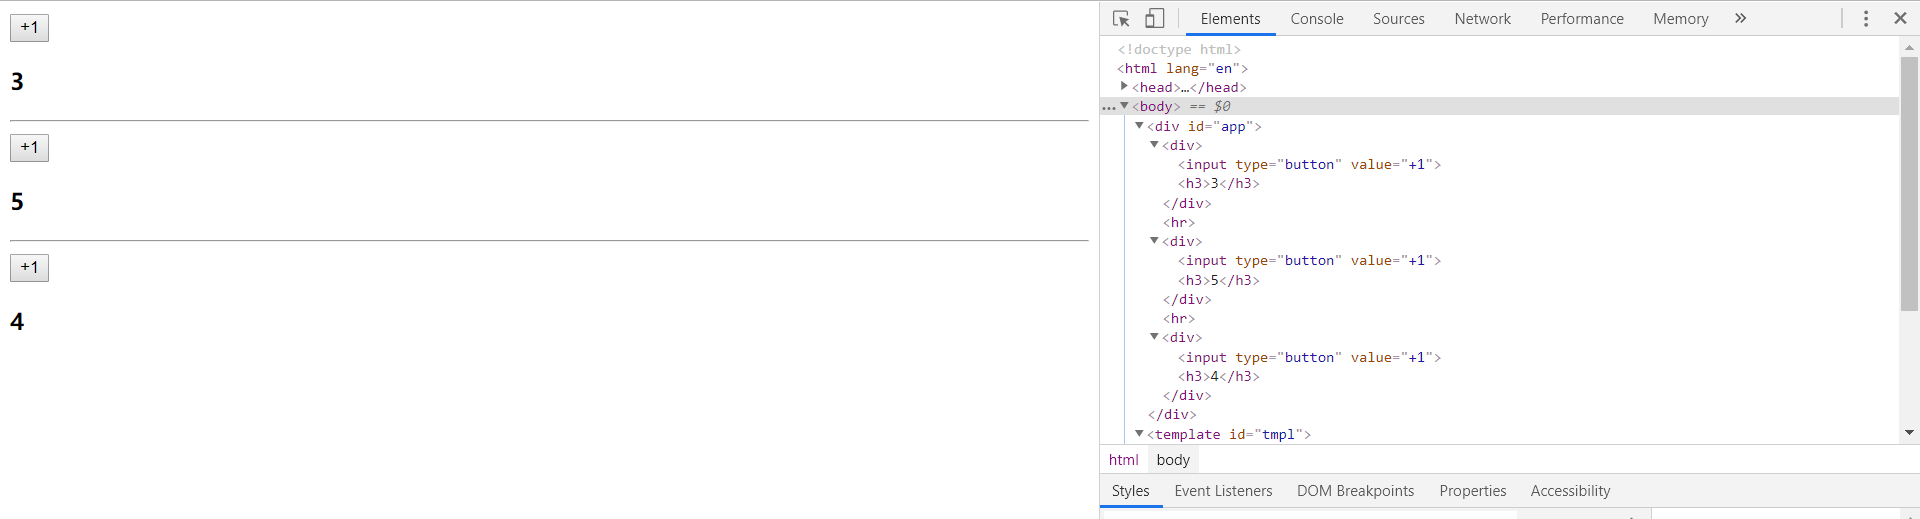 +1
3
+1
5
+1
4
Elements Console Sources Network Performance Memory »
<!doctype html>
<html lang="en">
<head>…</head>
… <body> == $0
<div id="app">
<div>
<input type="button" value="+1">
<h3>3</h3>
</div>
<hr>
<div>
<input type="button" value="+1">
<h3>5</h3>
</div>
<hr>
<div>
<input type="button" value="+1">
<h3>4</h3>
</div>
</div>
<template id="tmpl">
html body
Styles Event Listeners DOM Breakpoints Properties Accessibility